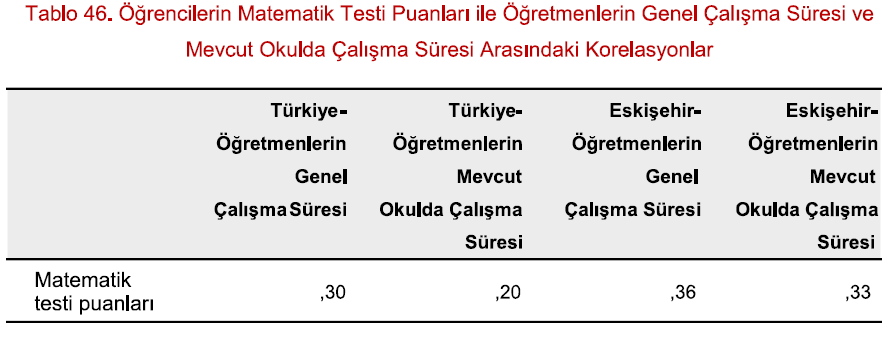 Tablo 46. Öğrencilerin Matematik Testi Puanları ile Öğretmenlerin Genel Çalışma Süresi ve
Mevcut Okulda Çalışma Süresi Arasındaki Korelasyonlar
Türkiye- Türkiye- Eskişehir- Eskişehir-
Öğretmenlerin Öğretmenlerin Öğretmenlerin Öğretmenlerin
Genel Mevcut Genel Mevcut
Çalışma Süresi Okulda Çalışma Çalışma Süresi Okulda Çalışma
Süresi Süresi
Matematik
testi puanları ,30 ,20 ,36 ,33